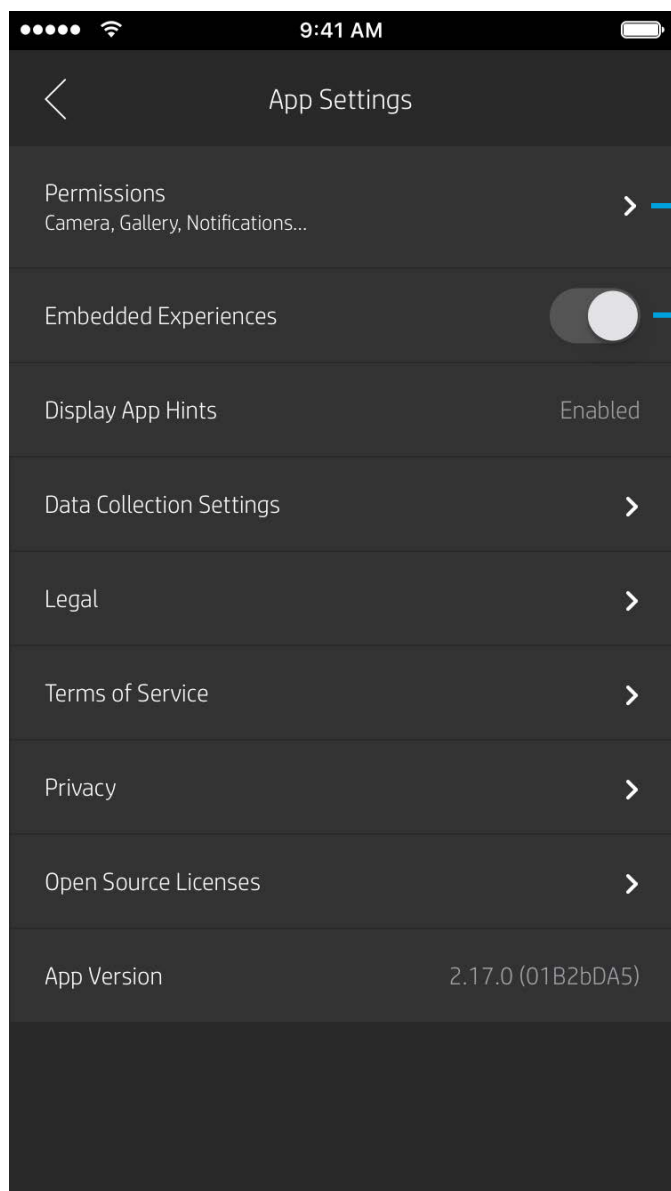 9:41 AM
App Settings
Permissions
Camera, Gallery, Notifications...
Embedded Experiences
Display App Hints Enabled
Data Collection Settings
Legal
Terms of Service
Privacy
Open Source Licenses
App Version 2.17.0 (01B2bDA5)